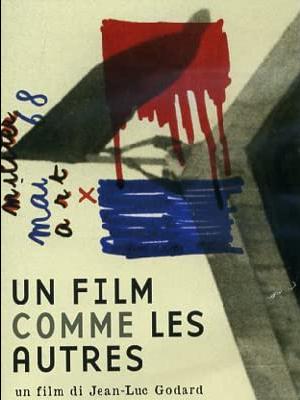 mai 68
art
x
UN FILM
COMME LES
AUTRES
un film di Jean-Luc Godard